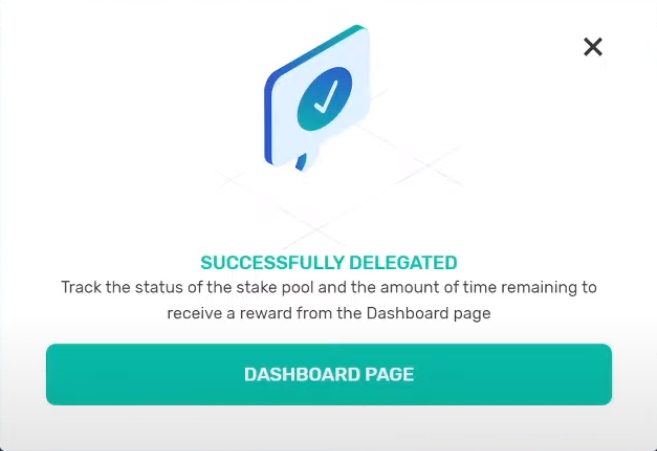 SUCCESSFULLY DELEGATED
Track the status of the stake pool and the amount of time remaining to
receive a reward from the Dashboard page
DASHBOARD PAGE